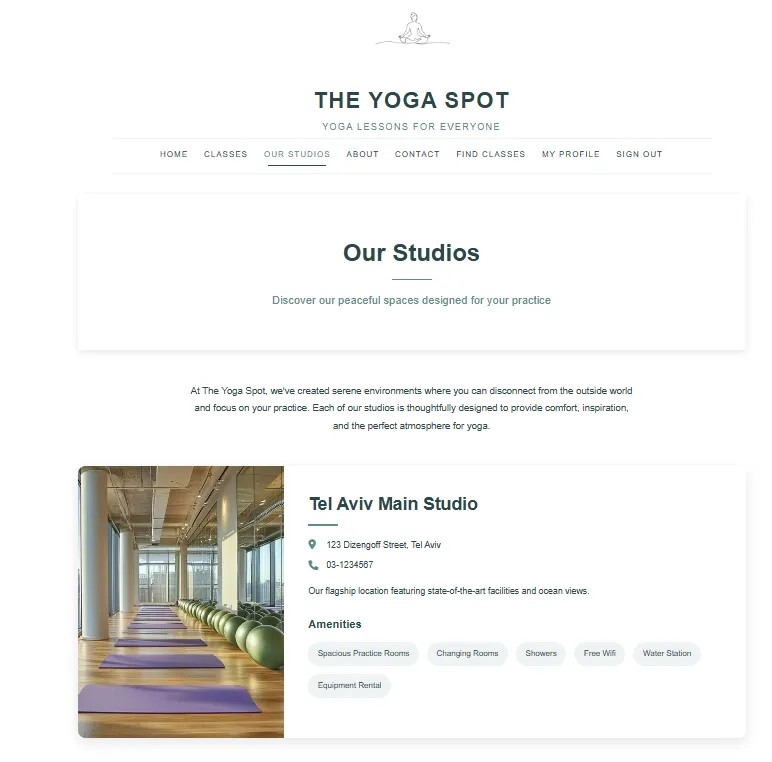 THE YOGA SPOT
YOGA LESSONS FOR EVERYONE
HOME CLASSES OUR STUDIOS ABOUT CONTACT FIND CLASSES MY PROFILE SIGN OUT
Our Studios
Discover our peaceful spaces designed for your practice
At The Yoga Spot, we've created serene environments where you can disconnect from the outside world
and focus on your practice. Each of our studios is thoughtfully designed to provide comfort, inspiration,
and the perfect atmosphere for yoga.
Tel Aviv Main Studio
123 Dizengoff Street, Tel Aviv
03-1234567
Our flagship location featuring state-of-the-art facilities and ocean views.
Amenities
Spacious Practice Rooms Changing Rooms Showers Free Wifi Water Station
Equipment Rental